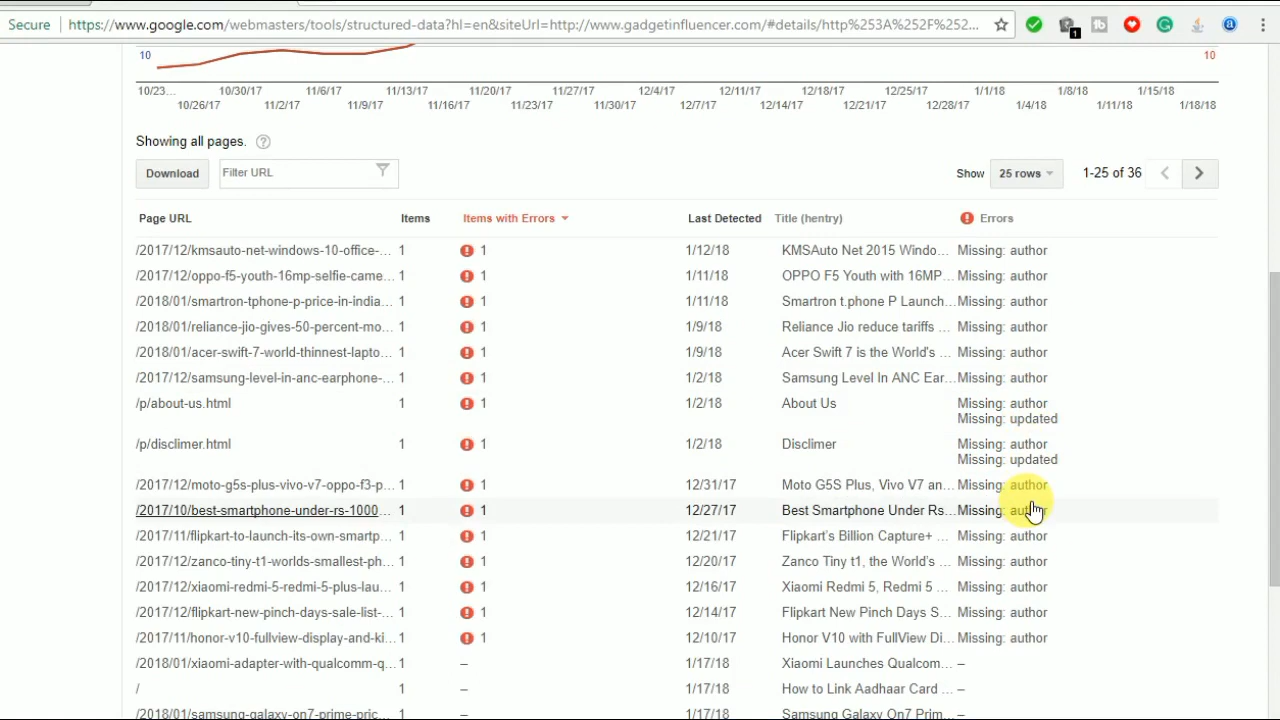 Secure https://www.google.com/webmasters/tools/structured-data?hl=en&siteUrl=http://www.gadgetinfluencer.com/#details/http%253A%252F%252...
1
10 10
10/23... 10/30/17 11/6/17 11/13/17 11/20/17 11/27/17 12/4/17 12/11/17 12/18/17 12/25/17 1/1/18 1/8/18 1/15/18
10/26/17 11/2/17 11/9/17 11/16/17 11/23/17 11/30/17 12/7/17 12/14/17 12/21/17 12/28/17 1/4/18 1/11/18 1/18/18
Showing all pages.
Download Filter URL Show 25 rows 1-25 of 36
Page URL Items Items with Errors Last Detected Title (hentry) Errors
/2017/12/kmsauto-net-windows-10-office-... 1 1 1/12/18 KMSAuto Net 2015 Windo... Missing: author
/2017/12/oppo-f5-youth-16mp-selfie-came... 1 1 1/11/18 OPPO F5 Youth with 16MP... Missing: author
/2018/01/smartron-tphone-p-price-in-india... 1 1 1/11/18 Smartron t.phone P Launch... Missing: author
/2018/01/reliance-jio-gives-50-percent-mo... 1 1 1/9/18 Reliance Jio reduce tariffs ... Missing: author
/2018/01/acer-swift-7-world-thinnest-lapto... 1 1 1/9/18 Acer Swift 7 is the World's ... Missing: author
/2017/12/samsung-level-in-anc-earphone-... 1 1 1/2/18 Samsung Level In ANC Ear... Missing: author
/p/about-us.html 1 1 1/2/18 About Us Missing: author
Missing: updated
/p/disclimer.html 1 1 1/2/18 Disclimer Missing: author
Missing: updated
/2017/12/moto-g5s-plus-vivo-v7-oppo-f3-p... 1 1 12/31/17 Moto G5S Plus, Vivo V7 an... Missing: author
/2017/10/best-smartphone-under-rs-1000... 1 1 12/27/17 Best Smartphone Under Rs... Missing: author
/2017/11/flipkart-to-launch-its-own-smartp... 1 1 12/21/17 Flipkart's Billion Capture+ ... Missing: author
/2017/12/zanco-tiny-t1-worlds-smallest-ph... 1 1 12/20/17 Zanco Tiny t1, the World's ... Missing: author
/2017/12/xiaomi-redmi-5-redmi-5-plus-lau... 1 1 12/16/17 Xiaomi Redmi 5, Redmi 5 ... Missing: author
/2017/12/flipkart-new-pinch-days-sale-list-... 1 1 12/14/17 Flipkart New Pinch Days S... Missing: author
/2017/11/honor-v10-fullview-display-and-ki... 1 1 12/10/17 Honor V10 with FullView Di... Missing: author
/2018/01/xiaomi-adapter-with-qualcomm-q... 1 – 1/17/18 Xiaomi Launches Qualcom... –
/ 1 – 1/17/18 How to Link Aadhaar Card ... –
/2018/01/samsung-galaxy-on7-prime-pric... 1 – 1/17/18 Samsung Galaxy On7 Prim... –